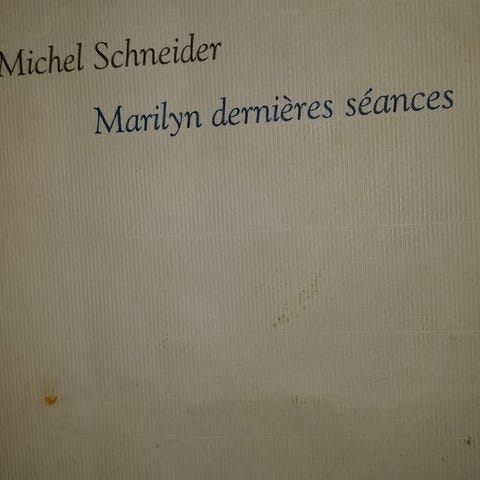 Michel Schneider
Marilyn dernières séances